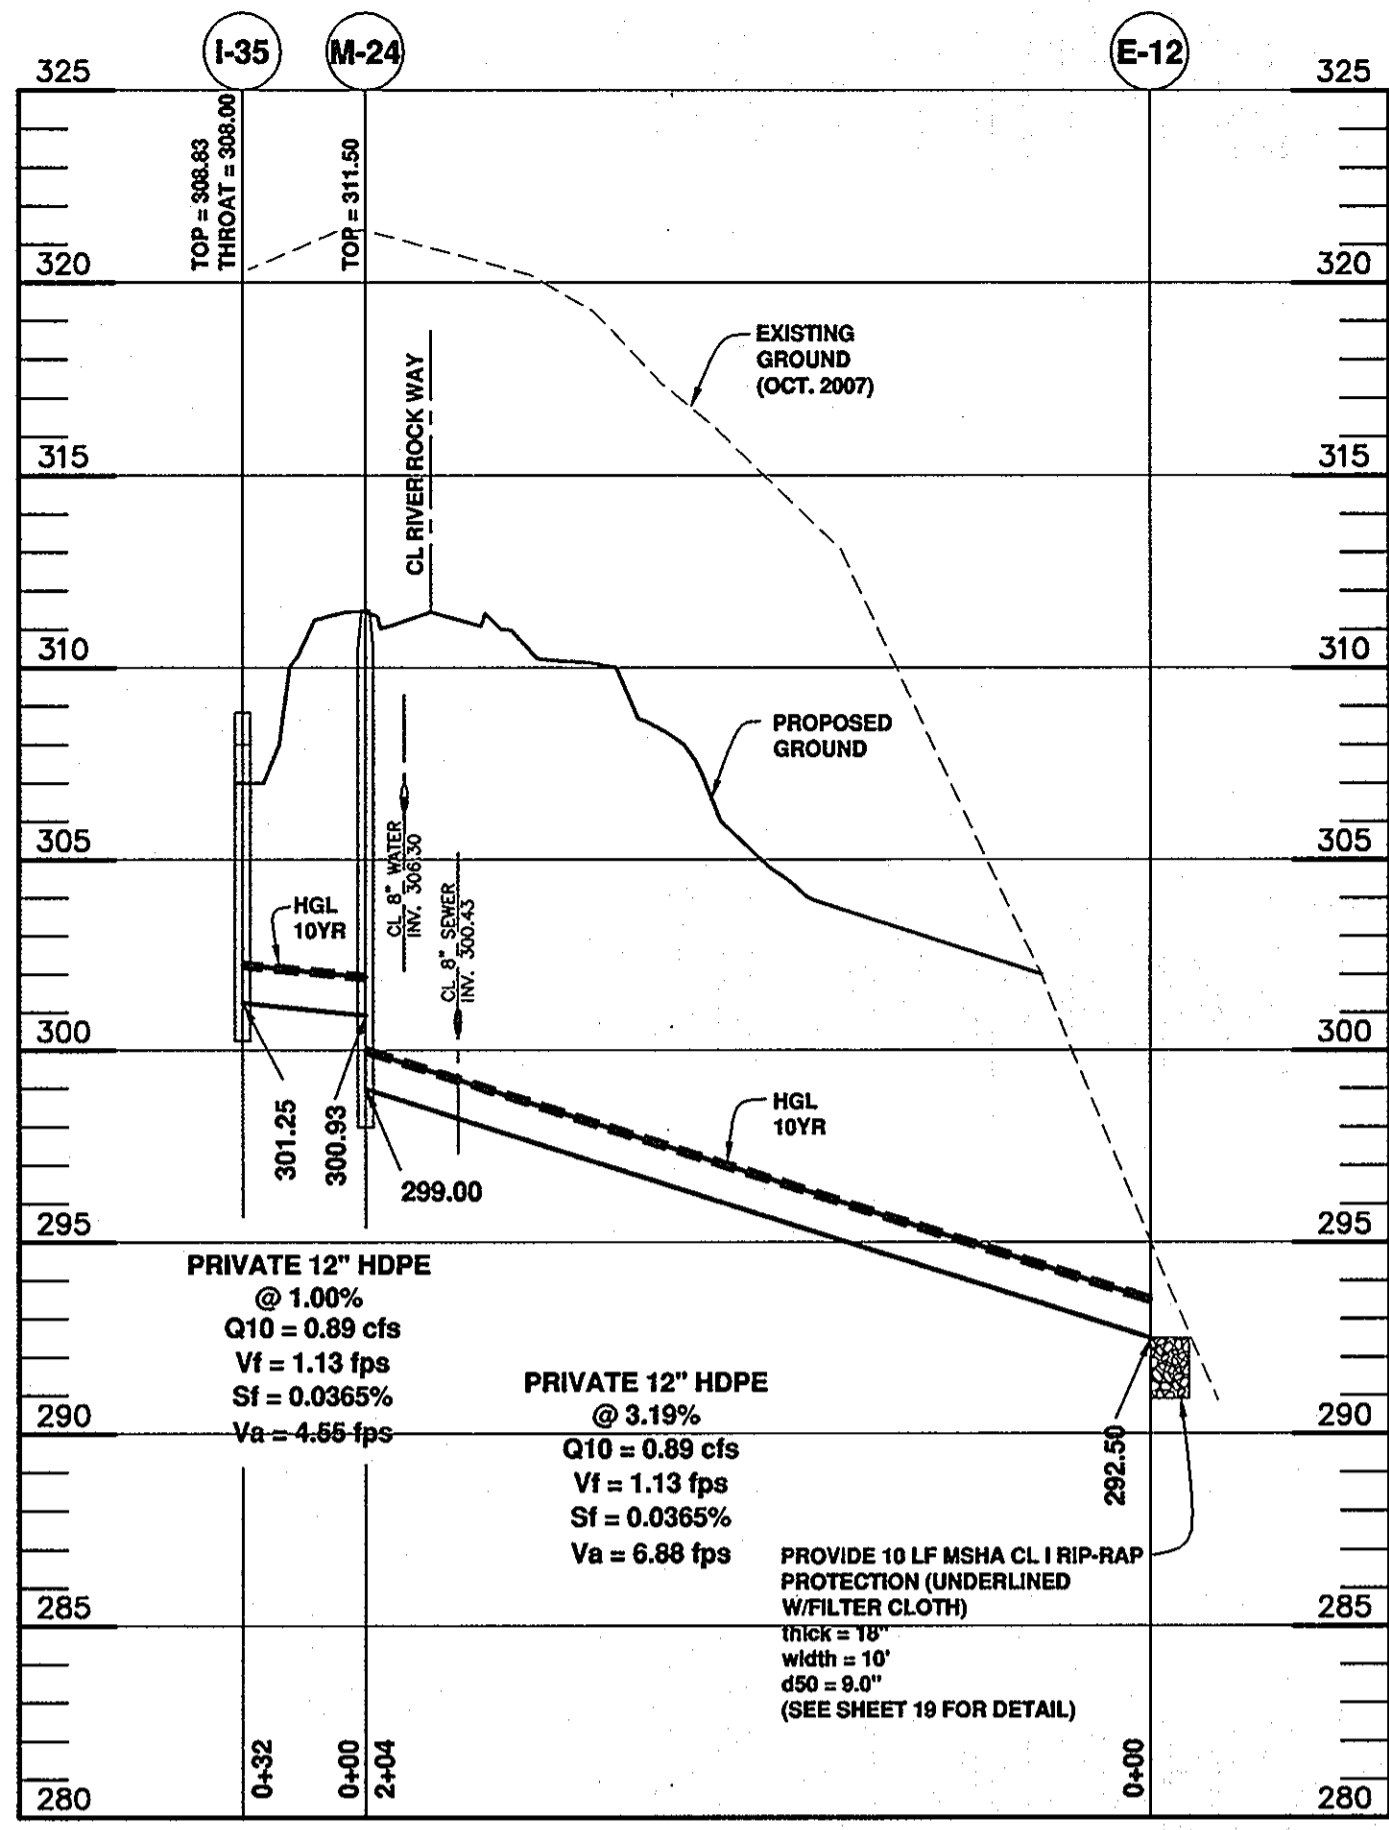 I-35
M-24
E-12
325
325
TOP = 308.83
THROAT = 308.00
TOP = 311.50
320
320
EXISTING
GROUND
(OCT. 2007)
CL RIVER ROCK WAY
315
315
310
310
PROPOSED
GROUND
CL 8" WATER
INV. 306.30
305
305
HGL
10YR
CL 8" SEWER
INV. 300.43
300
300
301.25
300.93
299.00
HGL
10YR
295
295
PRIVATE 12" HDPE
@ 1.00%
Q10 = 0.89 cfs
Vf = 1.13 fps
Sf = 0.0365%
Va = 4.55 fps
PRIVATE 12" HDPE
@ 3.19%
Q10 = 0.89 cfs
Vf = 1.13 fps
Sf = 0.0365%
Va = 6.88 fps
290
290
292.50
PROVIDE 10 LF MSHA CL I RIP-RAP
PROTECTION (UNDERLINED
W/FILTER CLOTH)
thick = 18"
width = 10'
d50 = 9.0"
(SEE SHEET 19 FOR DETAIL)
285
285
0+32
0+00
2+04
0+00
280
280